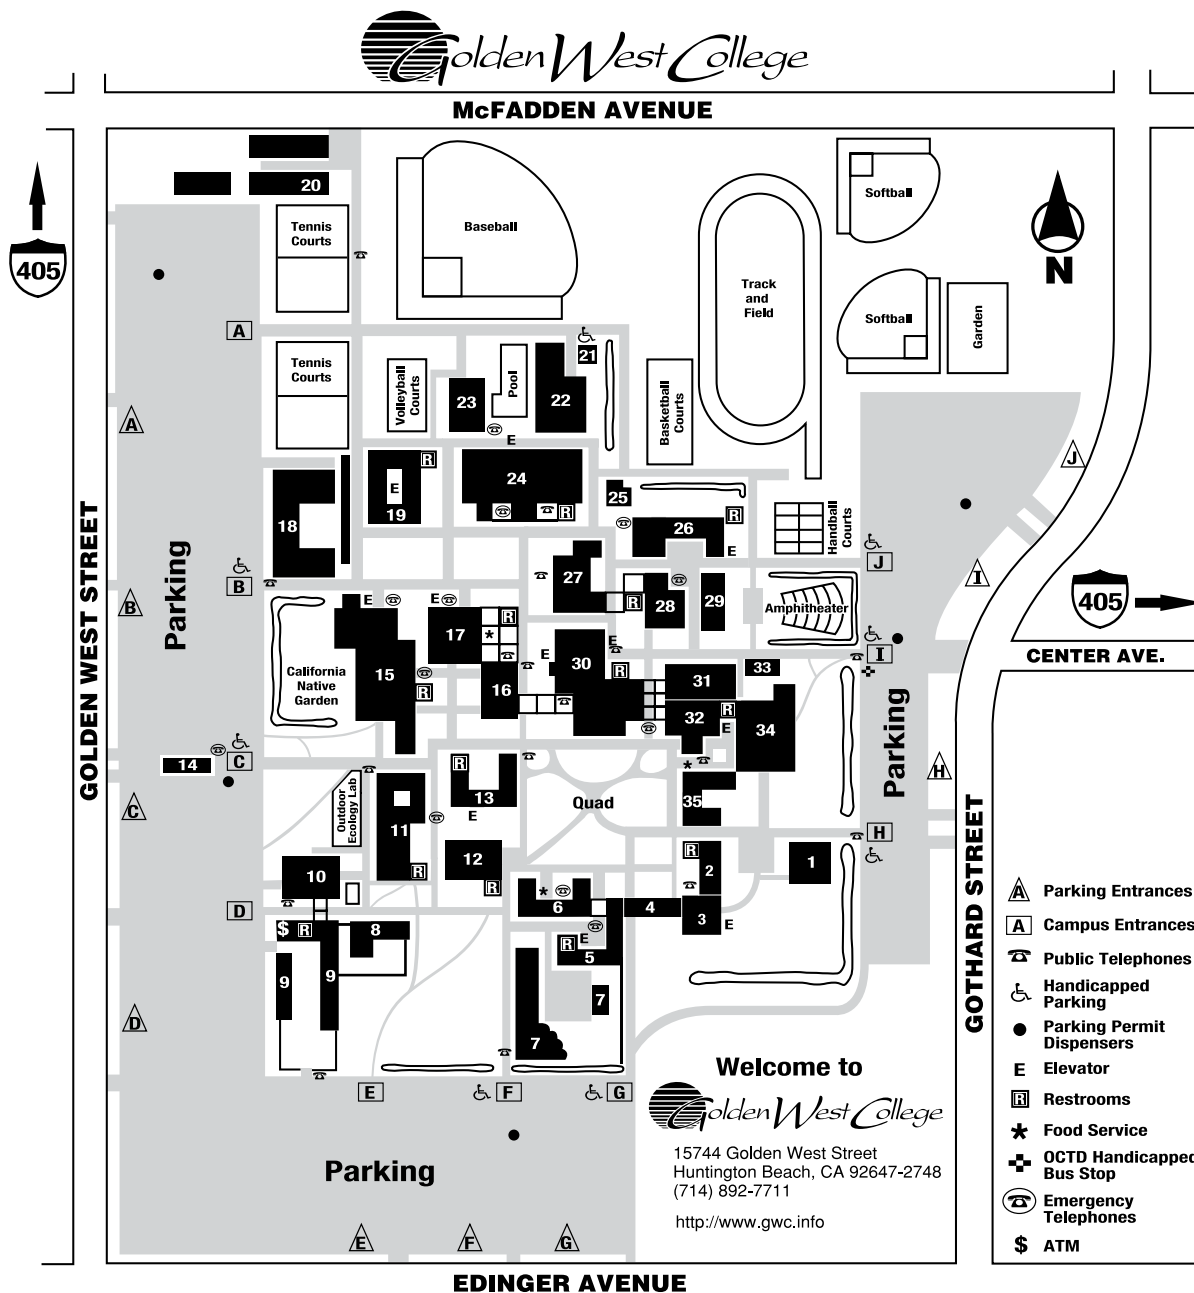 Golden West College
McFADDEN AVENUE
405
GOLDEN WEST STREET
20
Tennis
Courts
Baseball
Track
and
Field
Softball
N
Softball
Garden
A
Tennis
Courts
Volleyball
Courts
23
Pool
22
21
Basketball
Courts
E
A
J
18
E
19
R
24
R
25
26
R
E
Handball
Courts
J
I
405
CENTER AVE.
Parking
B
B
E
E
27
R
28
29
Amphitheater
California
Native
Garden
15
R
17
R
*
16
E
30
E
R
31
33
I
32
R
E
34
Parking
H
14
C
C
Outdoor
Ecology Lab
11
R
R
13
E
12
R
Quad
*
35
H
R
2
1
GOTHARD STREET
10
D
$ R
8
9
9
*
6
4
3
E
R
E
5
7
7
D
E
F
G
Parking
E
F
G
EDINGER AVENUE
Welcome to
Golden West College
15744 Golden West Street
Huntington Beach, CA 92647-2748
(714) 892-7711
http://www.gwc.info
A Parking Entrances
A Campus Entrances
Public Telephones
Handicapped
Parking
Parking Permit
Dispensers
E Elevator
R Restrooms
* Food Service
OCTD Handicapped
Bus Stop
Emergency
Telephones
$ ATM